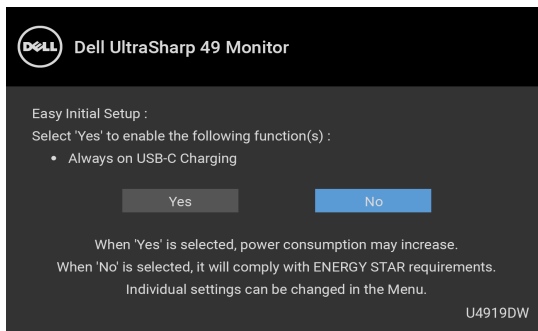 DELL Dell UltraSharp 49 Monitor
Easy Initial Setup :
Select 'Yes' to enable the following function(s) :
• Always on USB-C Charging
Yes No
When 'Yes' is selected, power consumption may increase.
When 'No' is selected, it will comply with ENERGY STAR requirements.
Individual settings can be changed in the Menu.
U4919DW